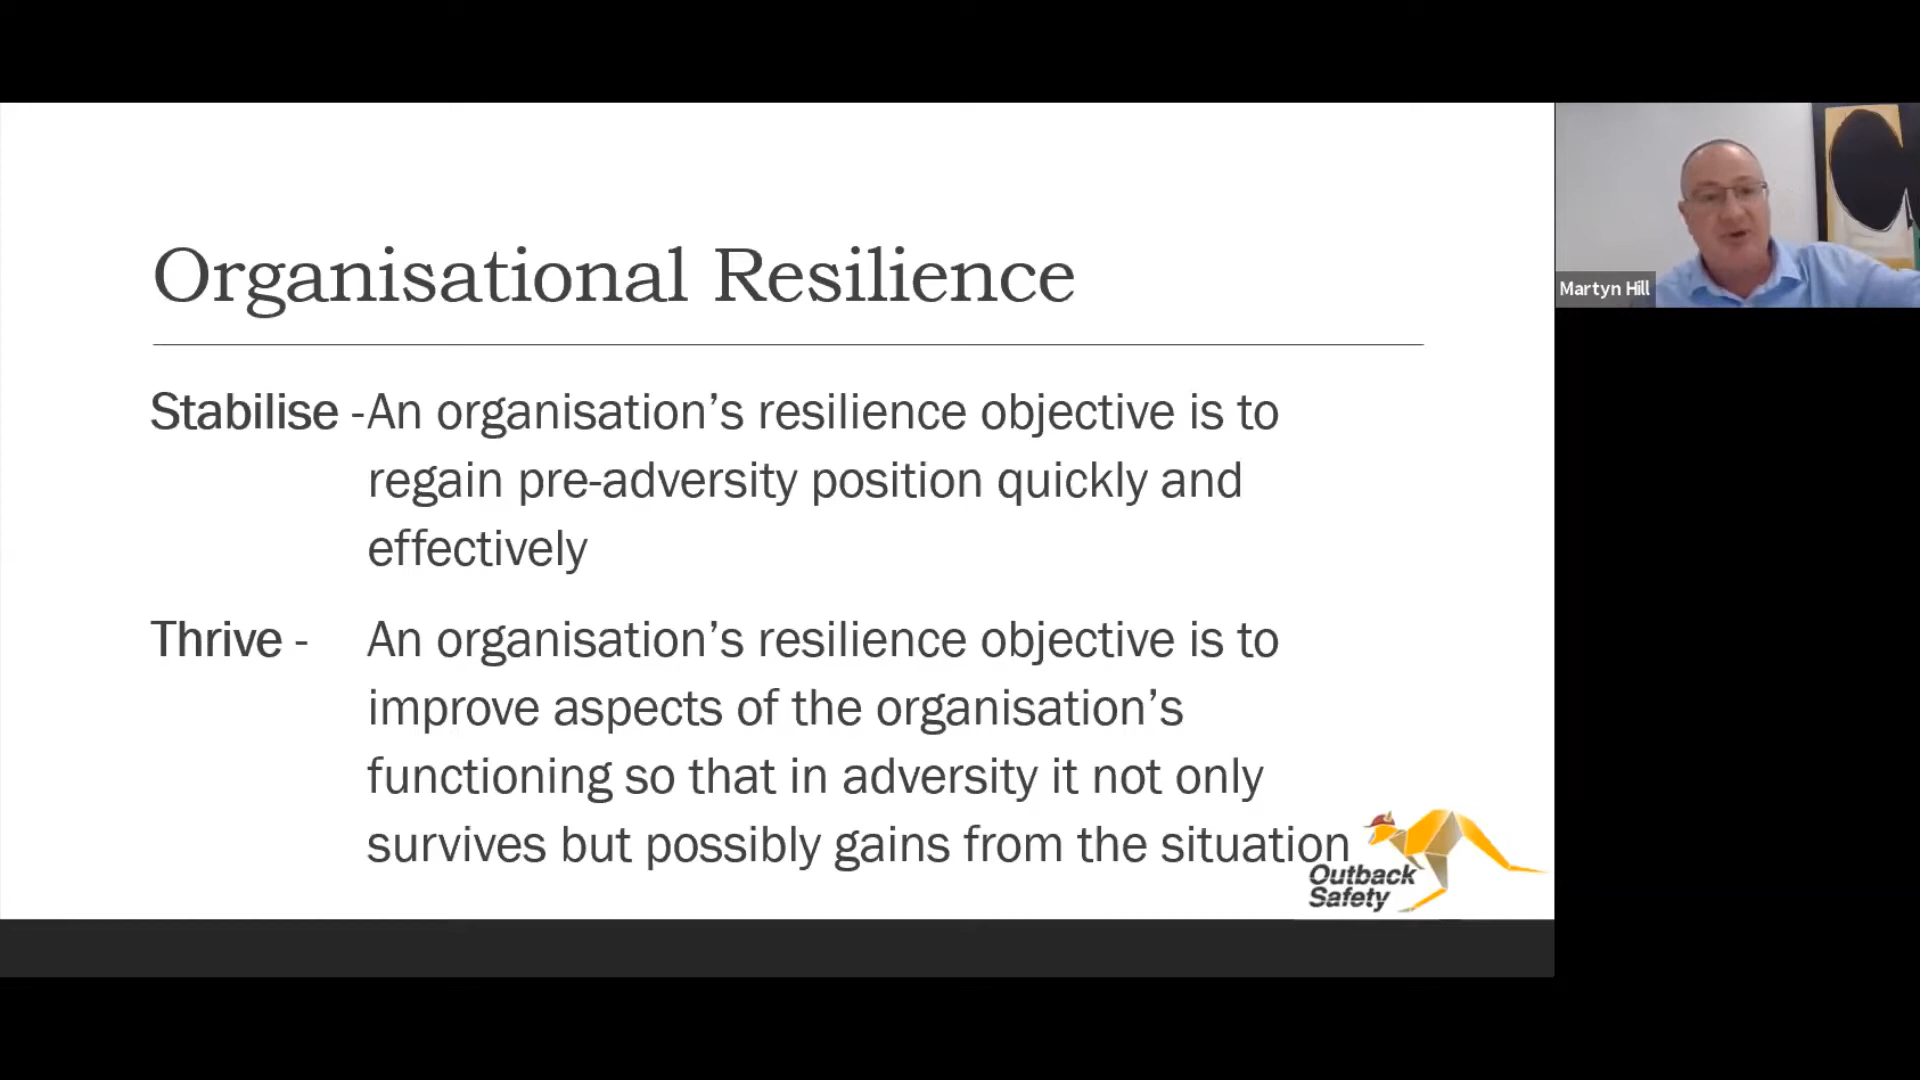 Organisational Resilience
Stabilise -An organisation’s resilience objective is to
regain pre-adversity position quickly and
effectively
Thrive - An organisation’s resilience objective is to
improve aspects of the organisation’s
functioning so that in adversity it not only
survives but possibly gains from the situation
Outback
Safety
Martyn Hill